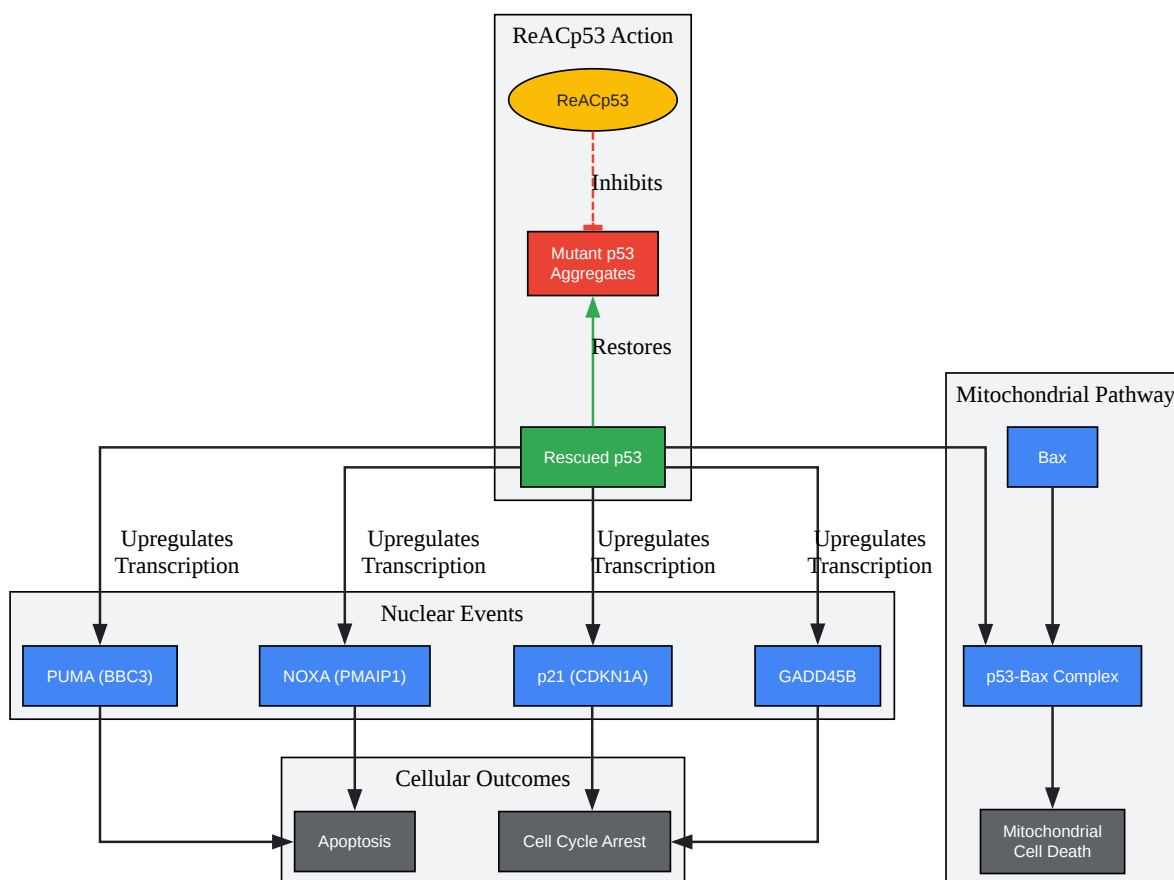 ReACp53 Action
ReACp53
Inhibits
Mutant p53
Aggregates
Restores
Mitochondrial Pathway
Rescued p53
Bax
Upregulates
Transcription
Upregulates
Transcription
Upregulates
Transcription
Upregulates
Transcription
Nuclear Events
PUMA (BBC3)
NOXA (PMAIP1)
p21 (CDKN1A)
GADD45B
p53-Bax Complex
Cellular Outcomes
Apoptosis
Cell Cycle Arrest
Mitochondrial
Cell Death